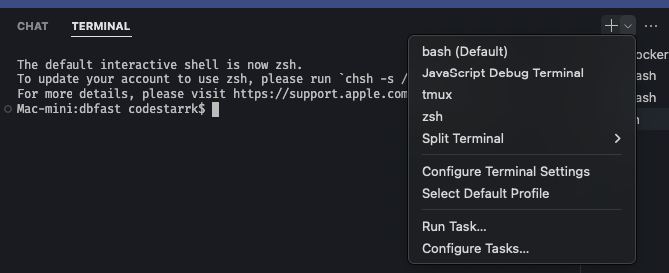 CHAT TERMINAL
The default interactive shell is now zsh.
To update your account to use zsh, please run `chsh -s /
For more details, please visit https://support.apple.com
Mac-mini:dbfast codestarrk$
bash (Default)
JavaScript Debug Terminal
tmux
zsh
Split Terminal
Configure Terminal Settings
Select Default Profile
Run Task...
Configure Tasks...
ocker
ash
ash